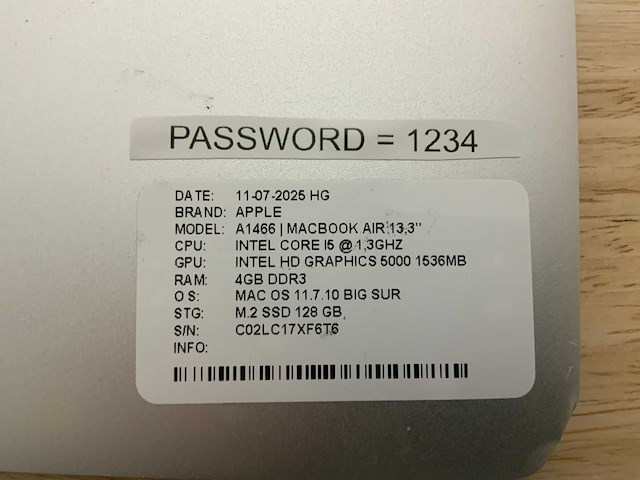 PASSWORD = 1234
DATE: 11-07-2025 HG
BRAND: APPLE
MODEL: A1466 | MACBOOK AIR 13,3"
CPU: INTEL CORE I5 @ 1,3GHZ
GPU: INTEL HD GRAPHICS 5000 1536MB
RAM: 4GB DDR3
O S: MAC OS 11.7.10 BIG SUR
STG: M.2 SSD 128 GB,
S/N: C02LC17XF6T6
INFO: